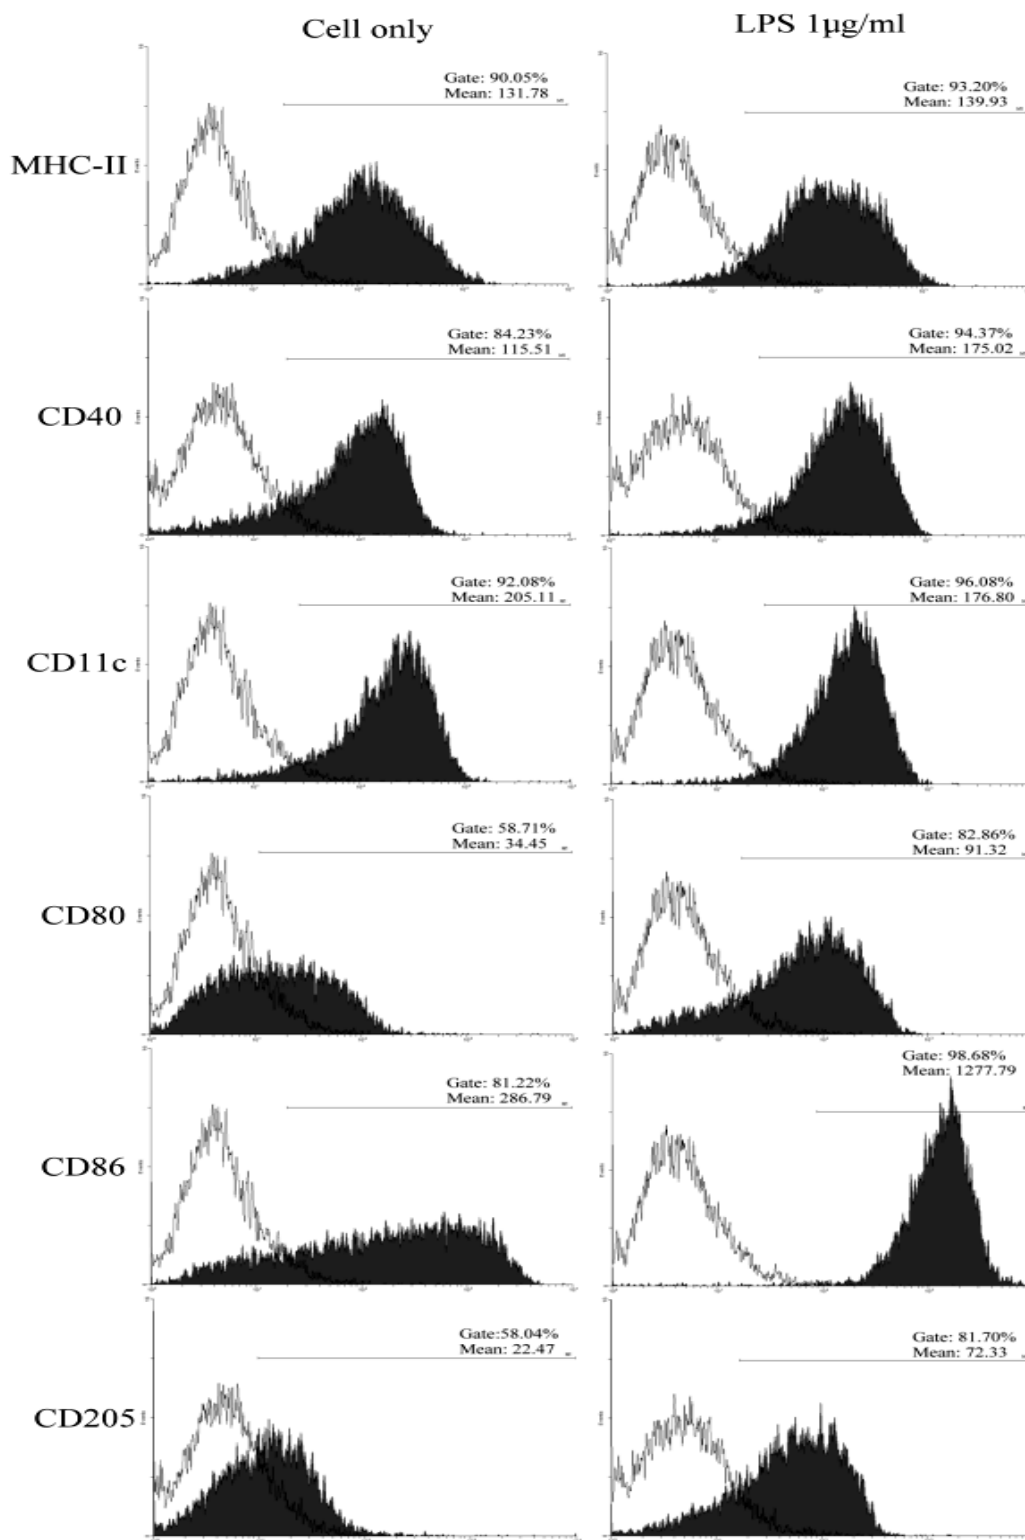 Cell only
LPS 1µg/ml
MHC-II
Gate: 90.05%
Mean: 131.78
Gate: 93.20%
Mean: 139.93
CD40
Gate: 84.23%
Mean: 115.51
Gate: 94.37%
Mean: 175.02
CD11c
Gate: 92.08%
Mean: 205.11
Gate: 96.08%
Mean: 176.80
CD80
Gate: 58.71%
Mean: 34.45
Gate: 82.86%
Mean: 91.32
CD86
Gate: 81.22%
Mean: 286.79
Gate: 98.68%
Mean: 1277.79
CD205
Gate:58.04%
Mean: 22.47
Gate: 81.70%
Mean: 72.33